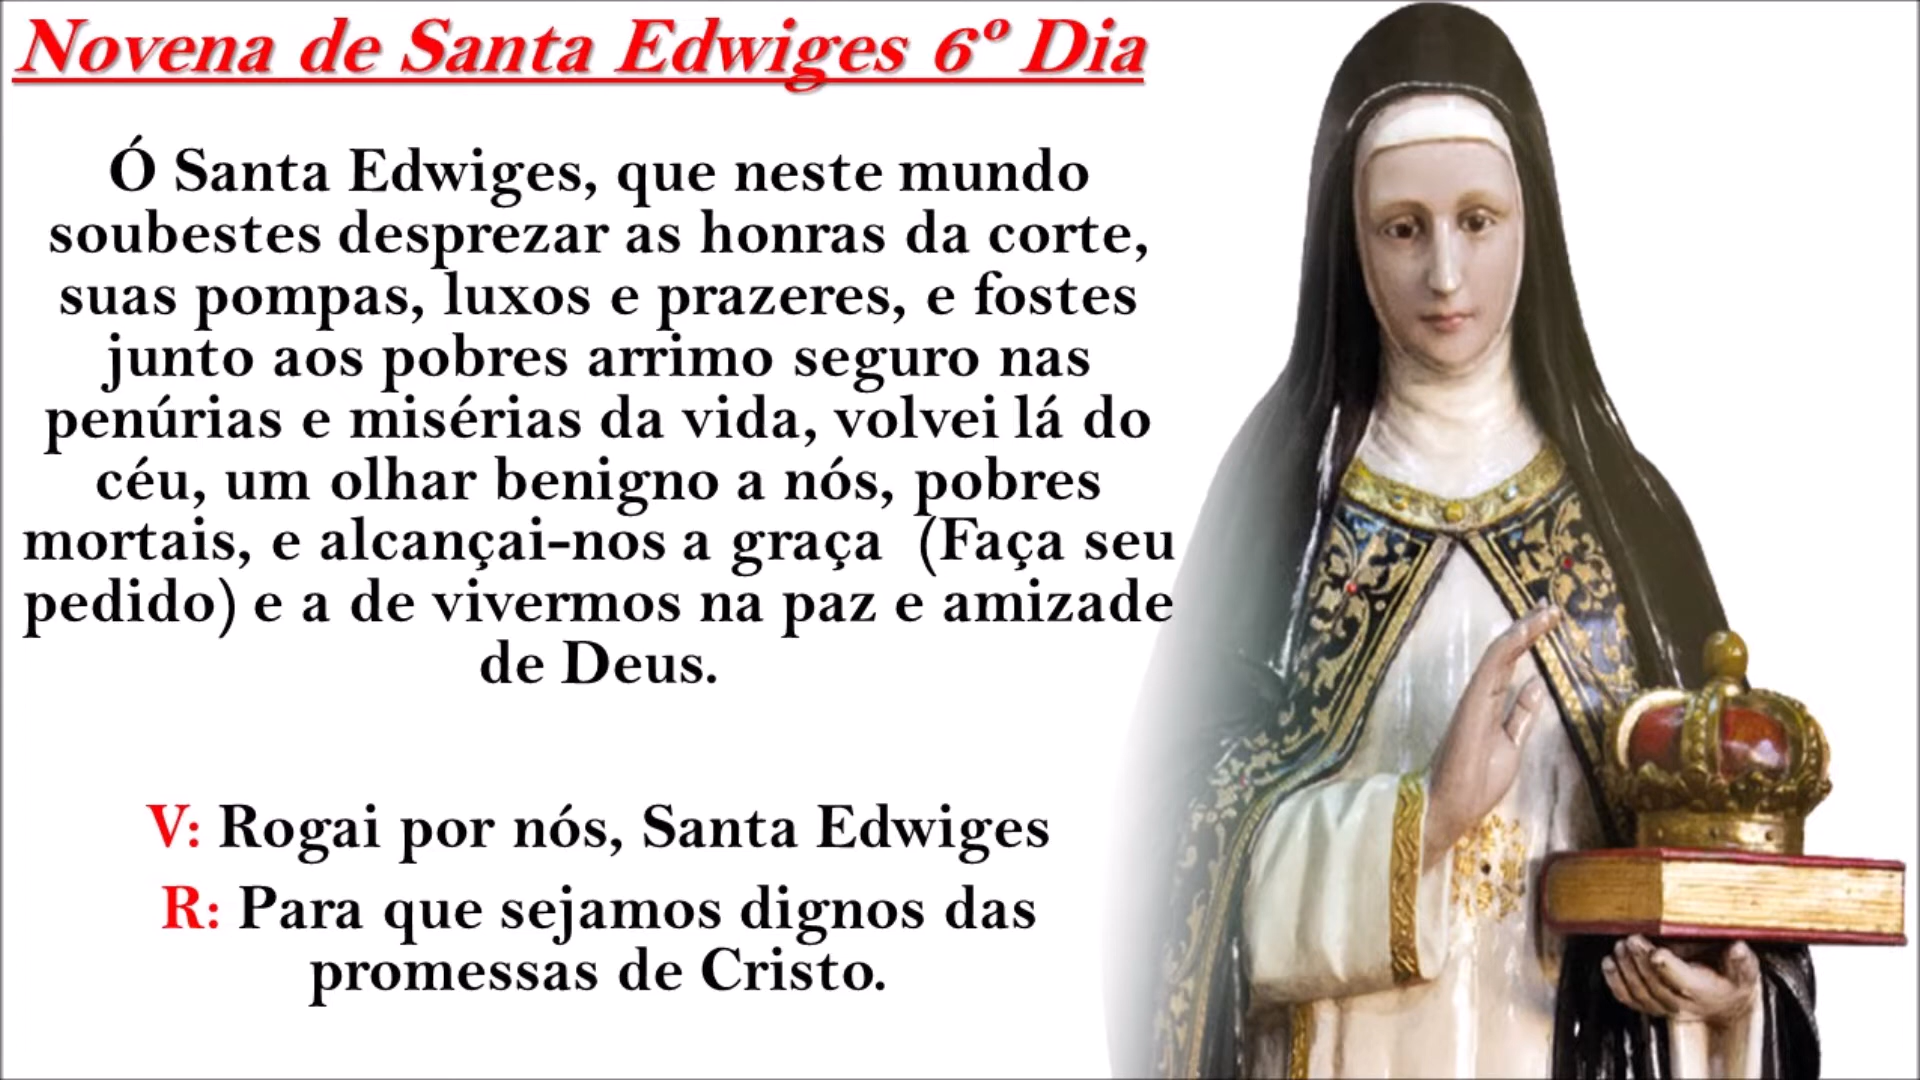 Novena de Santa Edwiges 6º Dia
Ó Santa Edwiges, que neste mundo
soubestes desprezar as honras da corte,
suas pompas, luxos e prazeres, e fostes
junto aos pobres arrimo seguro nas
penúrias e misérias da vida, volvei lá do
céu, um olhar benigno a nós, pobres
mortais, e alcançai-nos a graça  (Faça seu
pedido) e a de vivermos na paz e amizade
de Deus.
V: Rogai por nós, Santa Edwiges
R: Para que sejamos dignos das
promessas de Cristo.